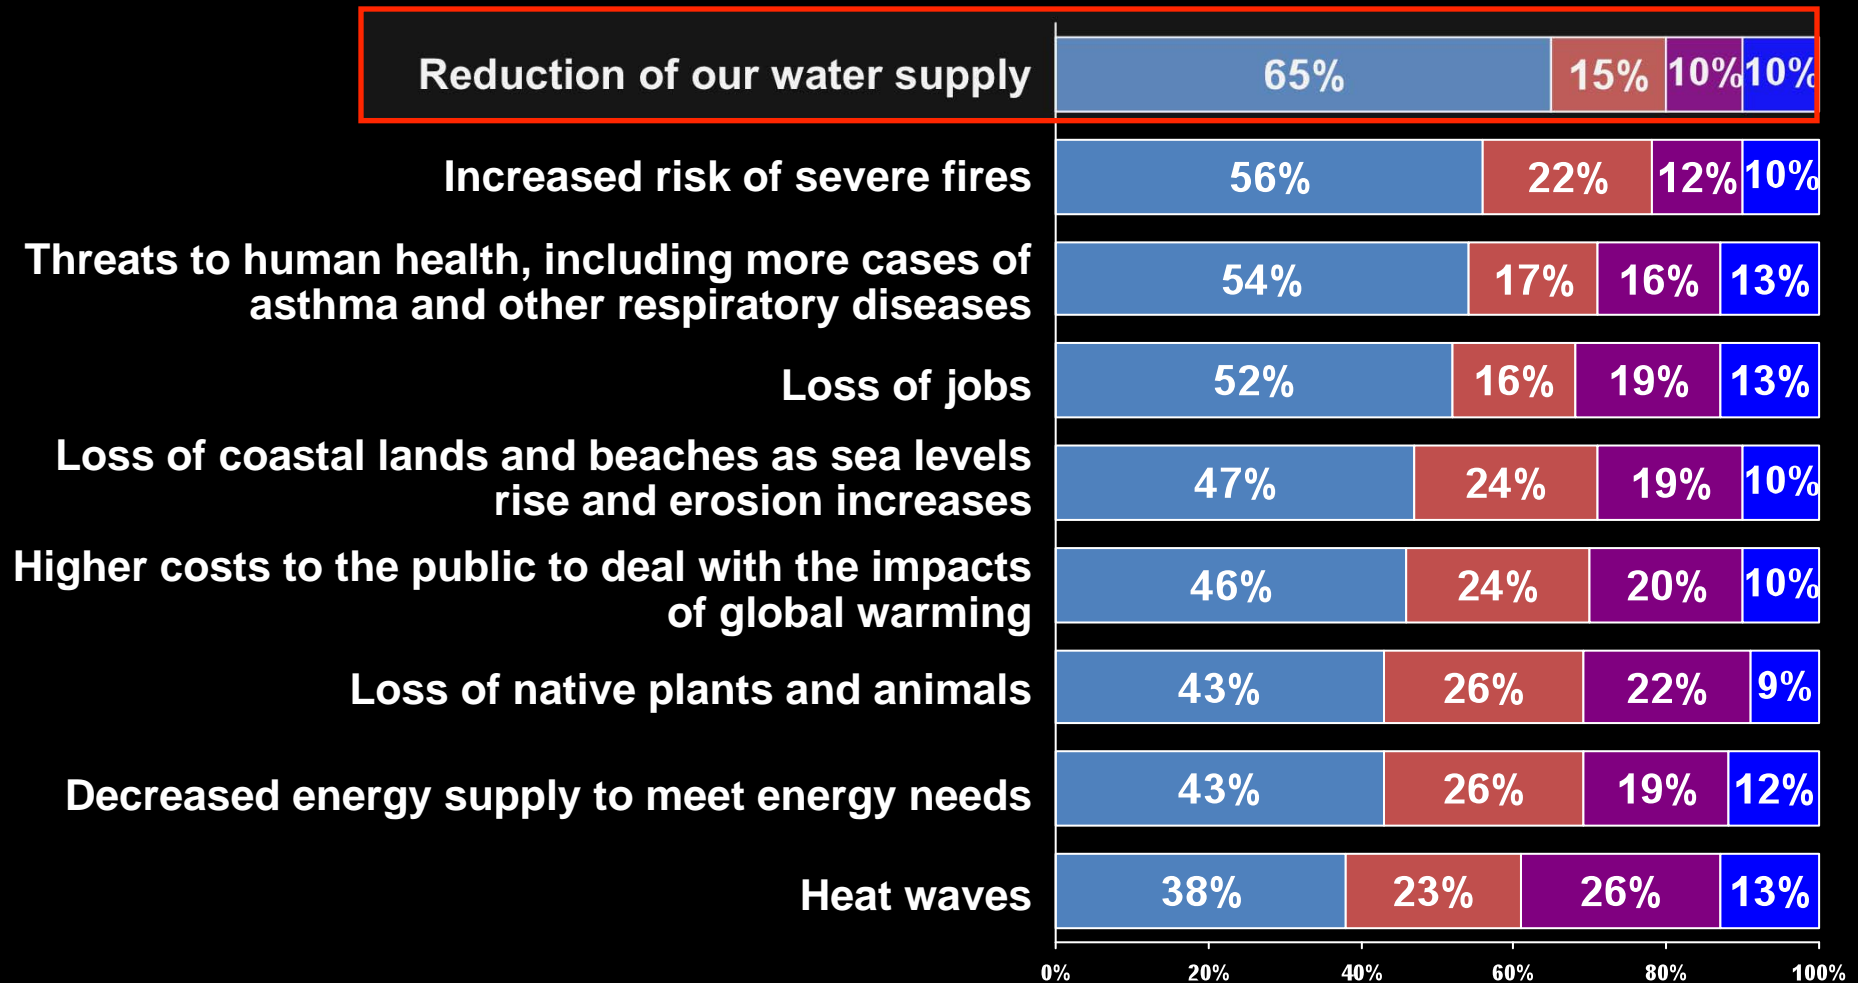 Reduction of our water supply 65% 15% 10% 10%
Increased risk of severe fires 56% 22% 12% 10%
Threats to human health, including more cases of
asthma and other respiratory diseases 54% 17% 16% 13%
Loss of jobs 52% 16% 19% 13%
Loss of coastal lands and beaches as sea levels
rise and erosion increases 47% 24% 19% 10%
Higher costs to the public to deal with the impacts
of global warming 46% 24% 20% 10%
Loss of native plants and animals 43% 26% 22% 9%
Decreased energy supply to meet energy needs 43% 26% 19% 12%
Heat waves 38% 23% 26% 13%
0% 20% 40% 60% 80% 100%